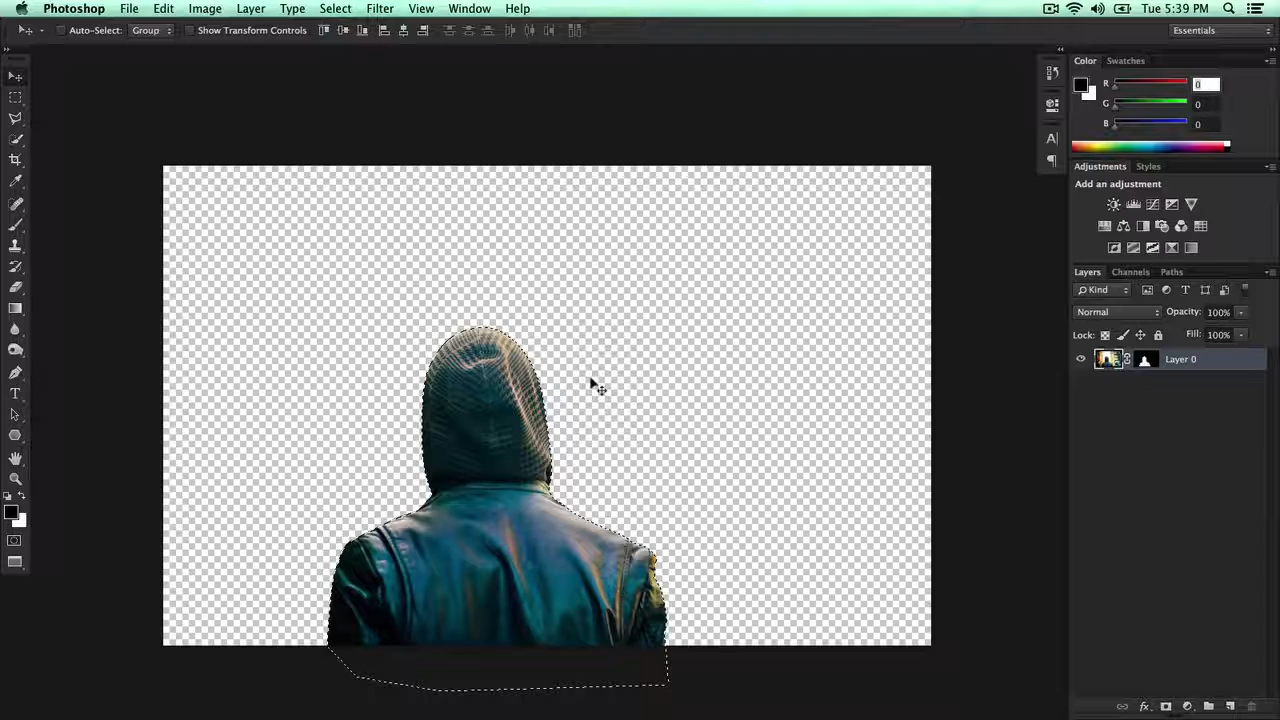 Photoshop File Edit Image Layer Type Select Filter View Window Help Tue 5:39 PM
Auto-Select: Group Show Transform Controls Essentials
Color Swatches
R 0
G 0
B 0
Adjustments Styles
Add an adjustment
Layers Channels Paths
Kind
Normal Opacity: 100%
Lock: Fill: 100%
Layer 0